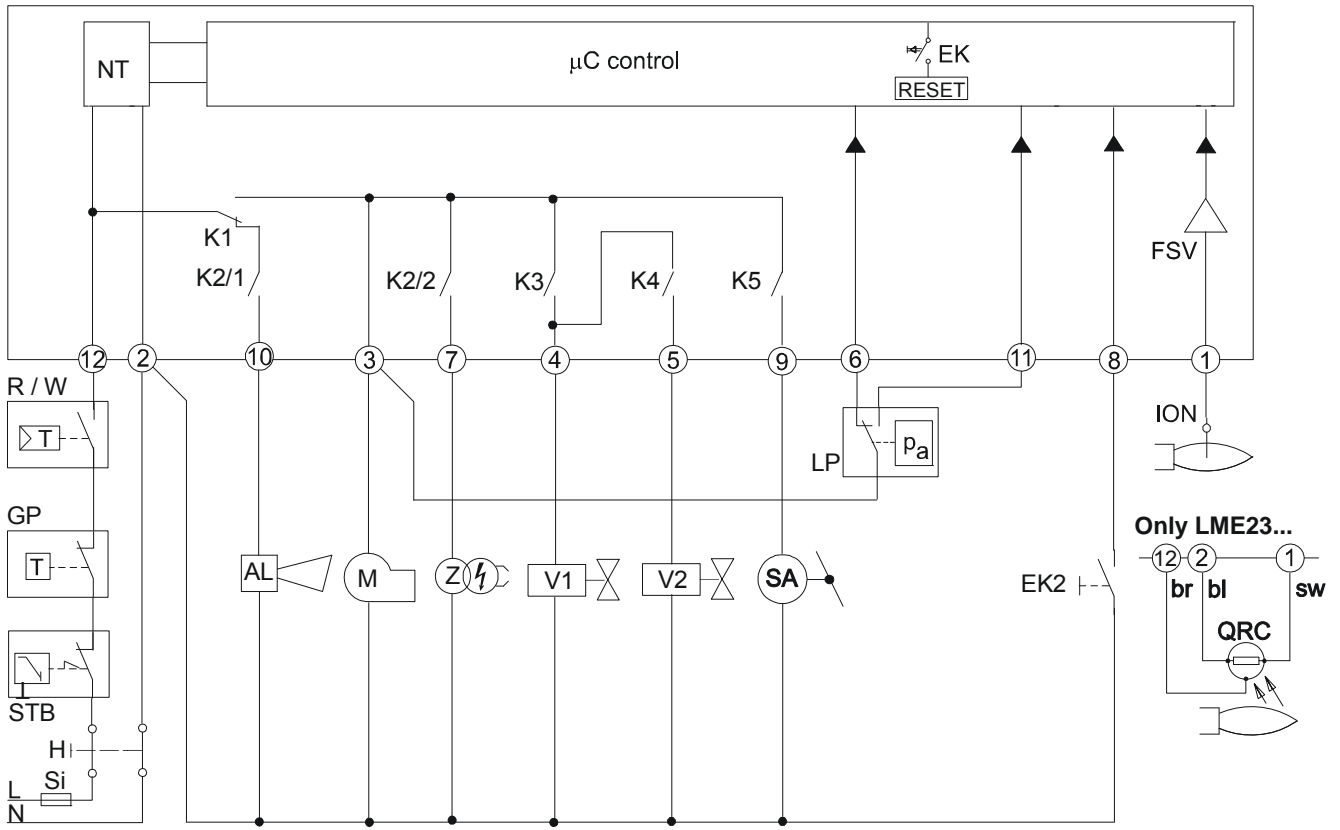 NT
μC control
EK
RESET
FSV
K1
K2/1
K2/2
K3
K4
K5
12
2
10
3
7
4
5
9
6
11
8
1
R / W
T
LP
pa
ION
GP
T
AL
M
Z
V1
V2
SA
EK2
Only LME23...
12
2
1
br
bl
sw
QRC
STB
H
Si
L
N